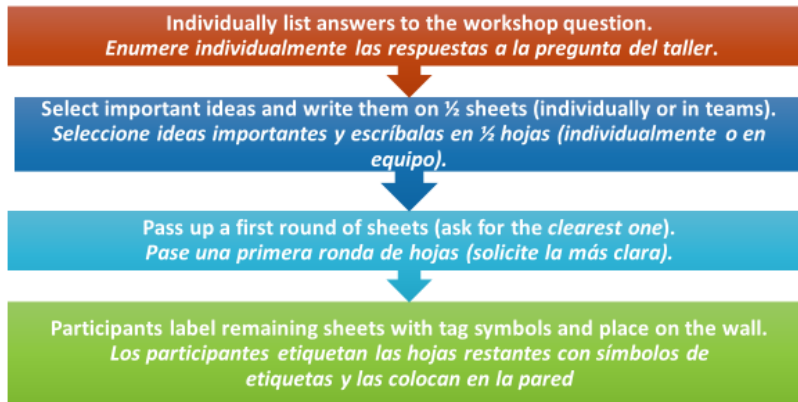 Individually list answers to the workshop question.
Enumere individualmente las respuestas a la pregunta del taller.
Select important ideas and write them on ½ sheets (individually or in teams).
Seleccione ideas importantes y escríbalas en ½ hojas (individualmente o en
equipo).
Pass up a first round of sheets (ask for the clearest one).
Pase una primera ronda de hojas (solicite la más clara).
Participants label remaining sheets with tag symbols and place on the wall.
Los participantes etiquetan las hojas restantes con símbolos de
etiquetas y las colocan en la pared